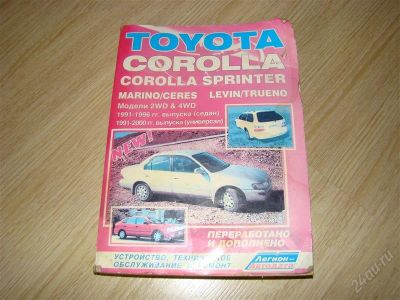 TOYOTA
COROLLA
COROLLA SPRINTER
MARINO/CERES LEVIN/TRUENO
Модели 2WD & 4WD
1991-1996 гг. выпуска (седан)
1991-2000 гг. выпуска (универсал)
NEW!
ПЕРЕРАБОТАНО
И ДОПОЛНЕНО
УСТРОЙСТВО, ТЕХНИЧЕСКОЕ
ОБСЛУЖИВАНИЕ И РЕМОНТ
Легион-
Автодата
24au.ru